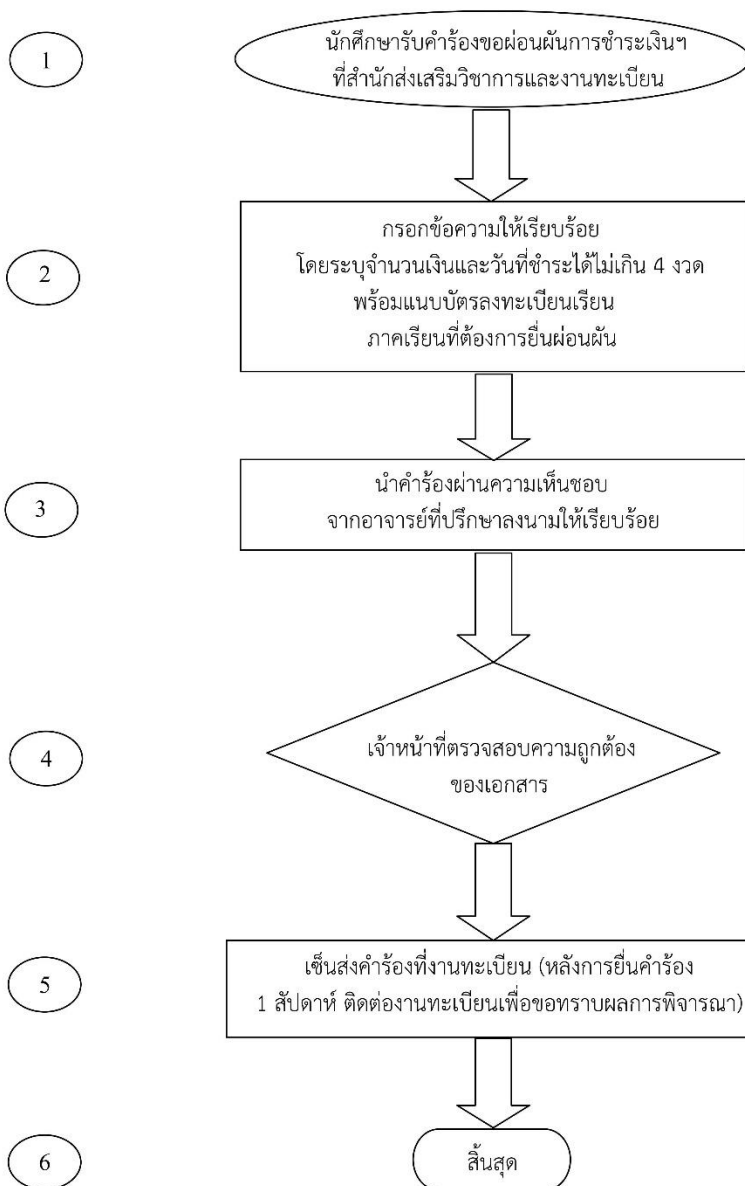 1
นักศึกษารับคำร้องขอผ่อนผันการชำระเงินฯ
ที่สำนักส่งเสริมวิชาการและงานทะเบียน
2
กรอกข้อความให้เรียบร้อย
โดยระบุจำนวนเงินและวันที่ชำระได้ไม่เกิน 4 งวด
พร้อมแนบบัตรลงทะเบียนเรียน
ภาคเรียนที่ต้องการยื่นผ่อนผัน
3
นำคำร้องผ่านความเห็นชอบ
จากอาจารย์ที่ปรึกษาลงนามให้เรียบร้อย
4
เจ้าหน้าที่ตรวจสอบความถูกต้อง
ของเอกสาร
5
เซ็นส่งคำร้องที่งานทะเบียน (หลังการยื่นคำร้อง
1 สัปดาห์ ติดต่องานทะเบียนเพื่อขอทราบผลการพิจารณา)
6
สิ้นสุด